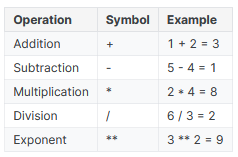 Operation Symbol Example
Addition + 1 + 2 = 3
Subtraction - 5 - 4 = 1
Multiplication * 2 * 4 = 8
Division / 6 / 3 = 2
Exponent ** 3 ** 2 = 9